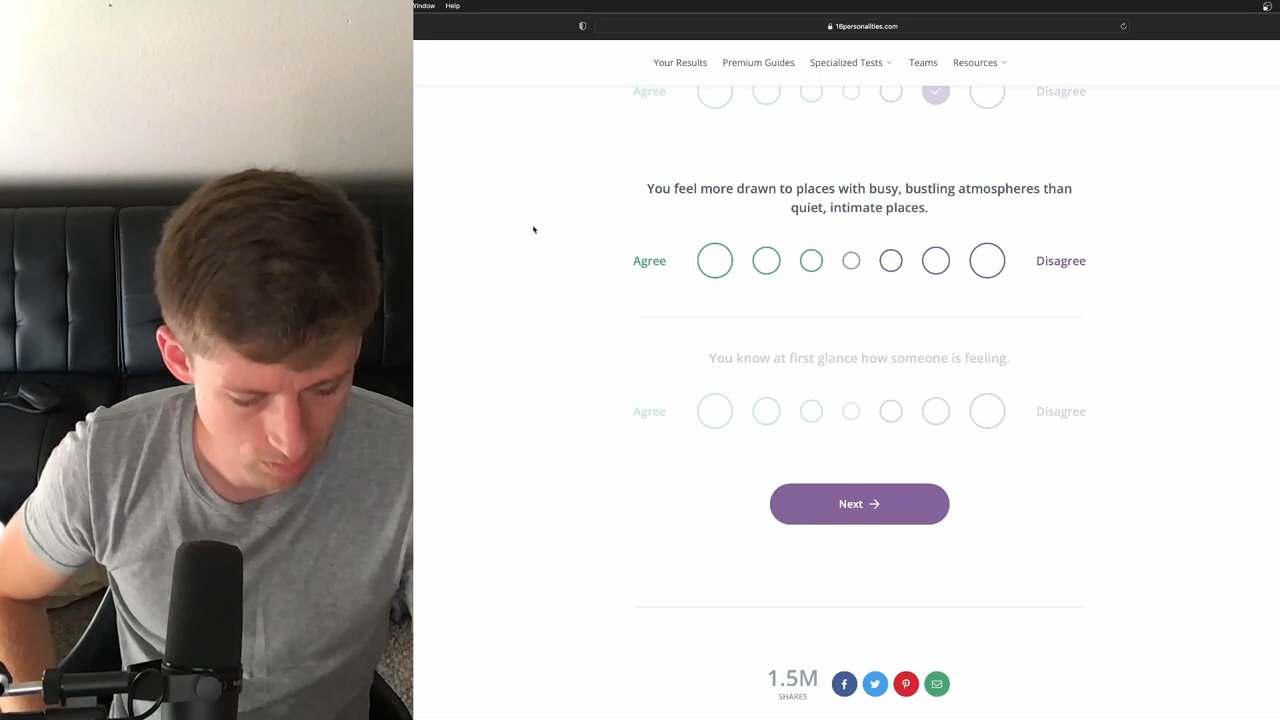 Window Help
16personalities.com
Your Results Premium Guides Specialized Tests Teams Resources
Agree Disagree
You feel more drawn to places with busy, bustling atmospheres than
quiet, intimate places.
Agree Disagree
You know at first glance how someone is feeling.
Agree Disagree
Next
1.5M
SHARES